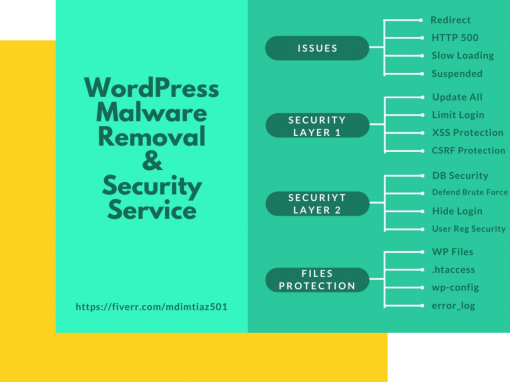 WordPress
Malware
Removal
&
Security
Service
https://fiverr.com/mdimtiaz501
ISSUES
Redirect
HTTP 500
Slow Loading
Suspended
SECURITY
LAYER 1
Update All
Limit Login
XSS Protection
CSRF Protection
SECURIYT
LAYER 2
DB Security
Defend Brute Force
Hide Login
User Reg Security
FILES
PROTECTION
WP Files
.htaccess
wp-config
error_log